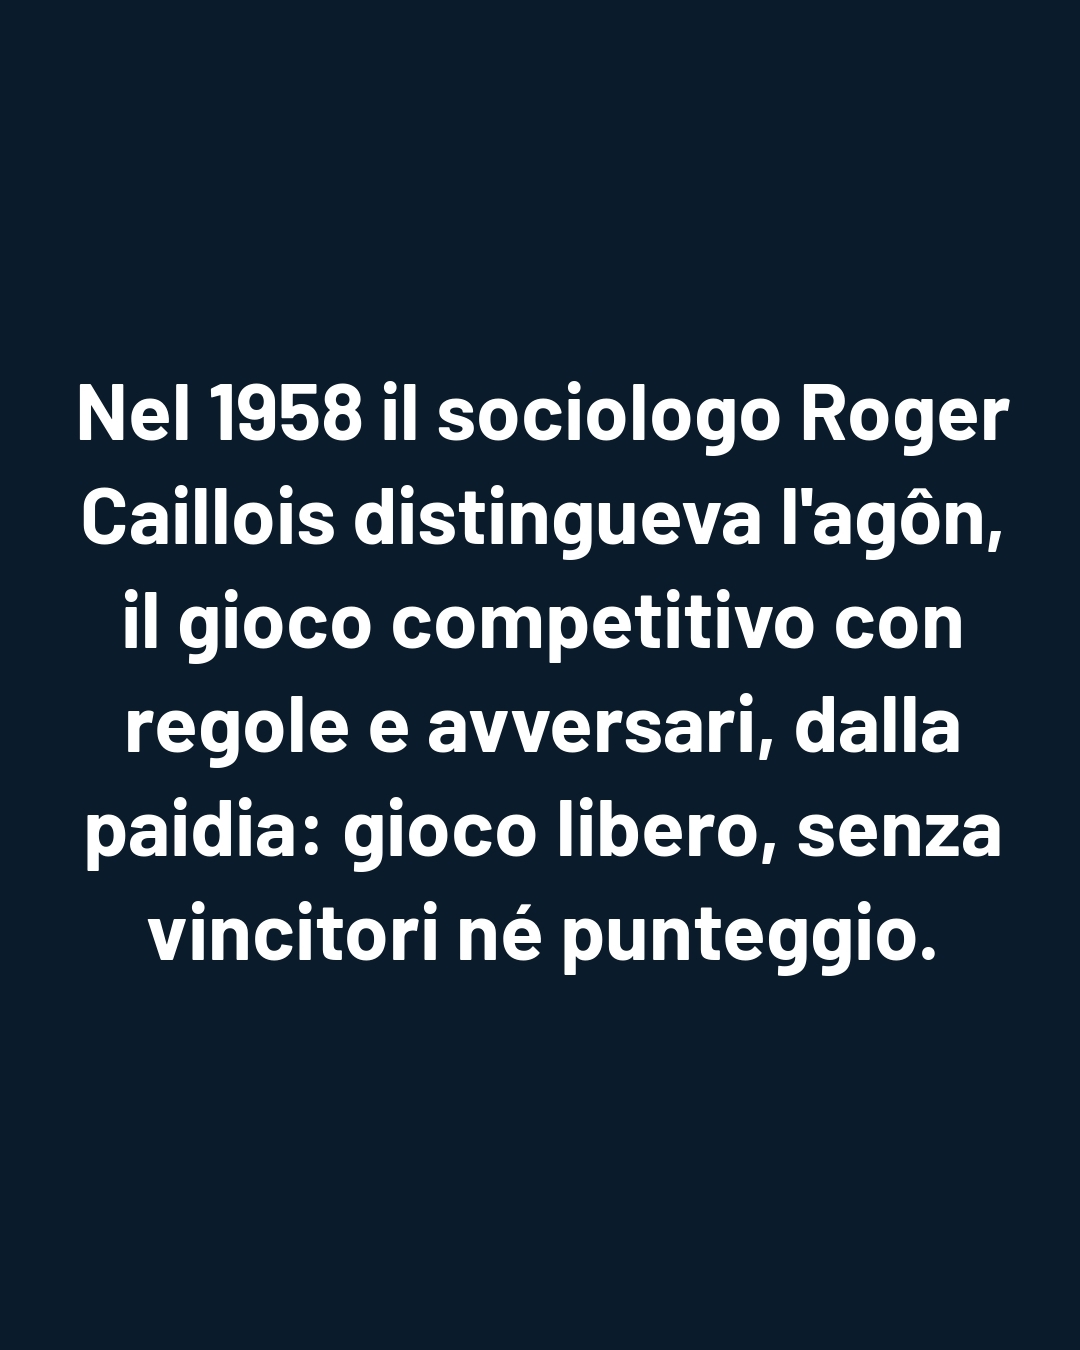 Nel 1958 il sociologo Roger
Caillois distingueva l'agôn,
il gioco competitivo con
regole e avversari, dalla
paidia: gioco libero, senza
vincitori né punteggio.